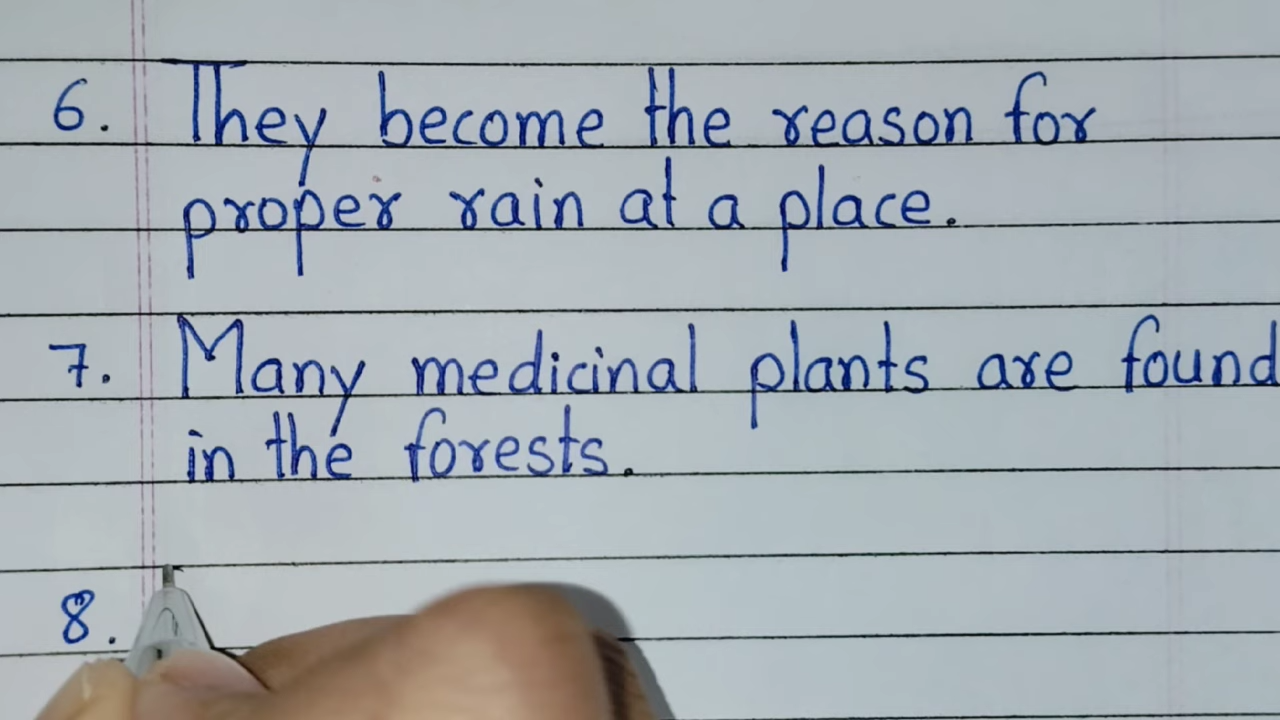 6. They become the reason for
proper rain at a place.
7. Many medicinal plants are found
in the forests.
8.